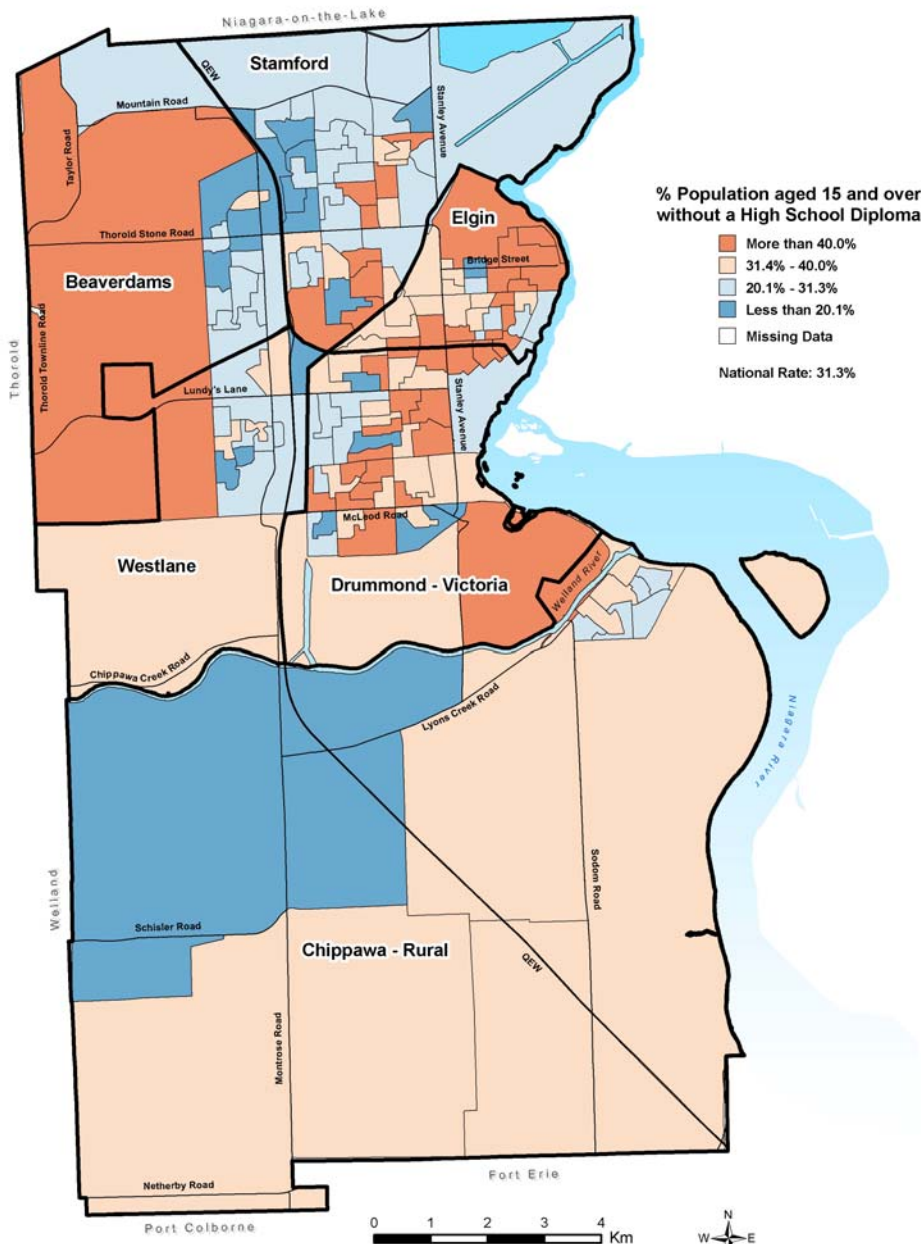 Niagara-on-the-Lake
Stamford
QEW
Mountain Road
Stanley Avenue
Taylor Road
% Population aged 15 and over
without a High School Diploma
More than 40.0%
31.4% - 40.0%
20.1% - 31.3%
Less than 20.1%
Missing Data
National Rate: 31.3%
Elgin
Thorold Stone Road
Bridge Street
Beaverdams
Thorold
Thorold Townline Road
Lundy's Lane
Stanley Avenue
McLeod Road
Westlane
Drummond - Victoria
Welland River
Chippawa Creek Road
Lyons Creek Road
Niagara River
Welland
Sodom Road
Schisler Road
Chippawa - Rural
QEW
Montrose Road
Fort Erie
Netherby Road
Port Colborne
0 1 2 3 4
Km
N
W E
S